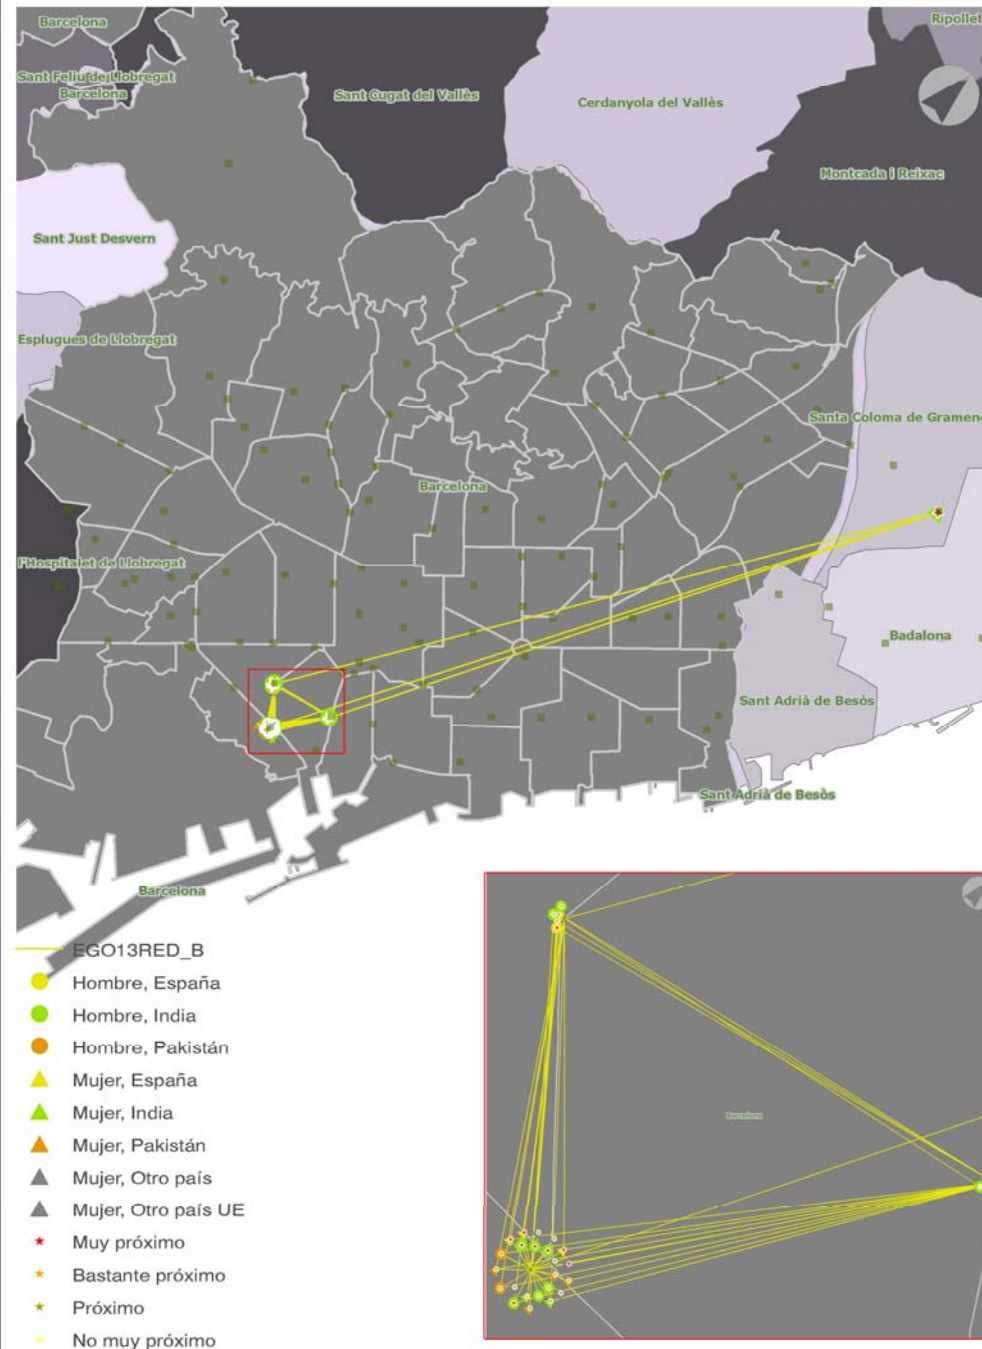 Barcelona
Ripollet
Sant Feliu de Llobregat
Barcelona
Sant Cugat del Vallès
Cerdanyola del Vallès
Montcada i Reixac
Sant Just Desvern
Esplugues de Llobregat
Santa Coloma de Gramene
Barcelona
l'Hospitalet de Llobregat
Badalona
Sant Adrià de Besòs
Sant Adrià de Besòs
Barcelona
EGO13RED_B
Hombre, España
Hombre, India
Hombre, Pakistán
Mujer, España
Mujer, India
Mujer, Pakistán
Mujer, Otro país
Mujer, Otro país UE
Muy próximo
Bastante próximo
Próximo
No muy próximo
Barcelona